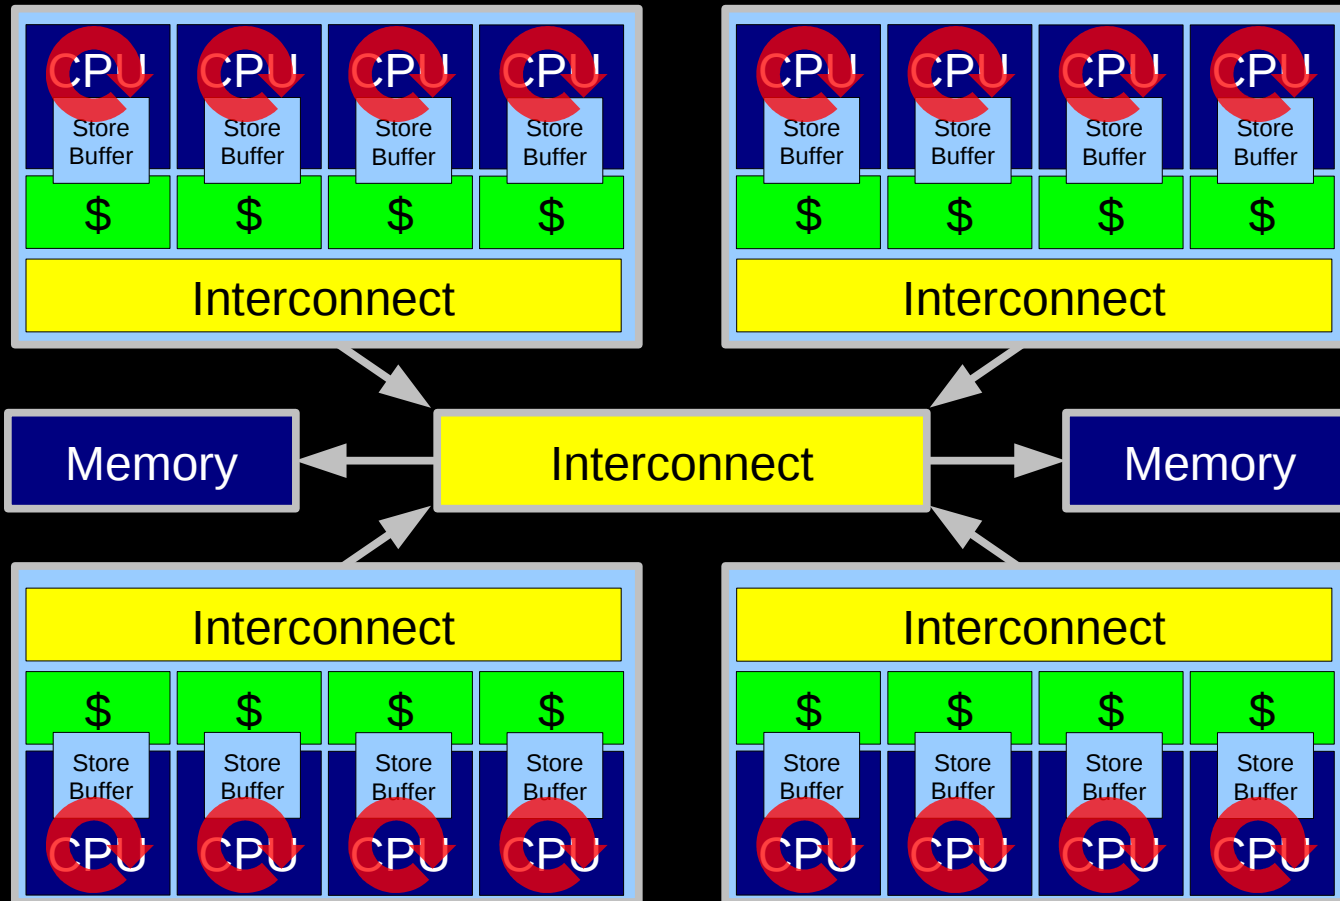 CPU CPU CPU CPU
Store Buffer Store Buffer Store Buffer Store Buffer
$ $ $ $
Interconnect
CPU CPU CPU CPU
Store Buffer Store Buffer Store Buffer Store Buffer
$ $ $ $
Interconnect
Memory
Interconnect
Memory
Interconnect
$ $ $ $
Store Buffer Store Buffer Store Buffer Store Buffer
CPU CPU CPU CPU
Interconnect
$ $ $ $
Store Buffer Store Buffer Store Buffer Store Buffer
CPU CPU CPU CPU